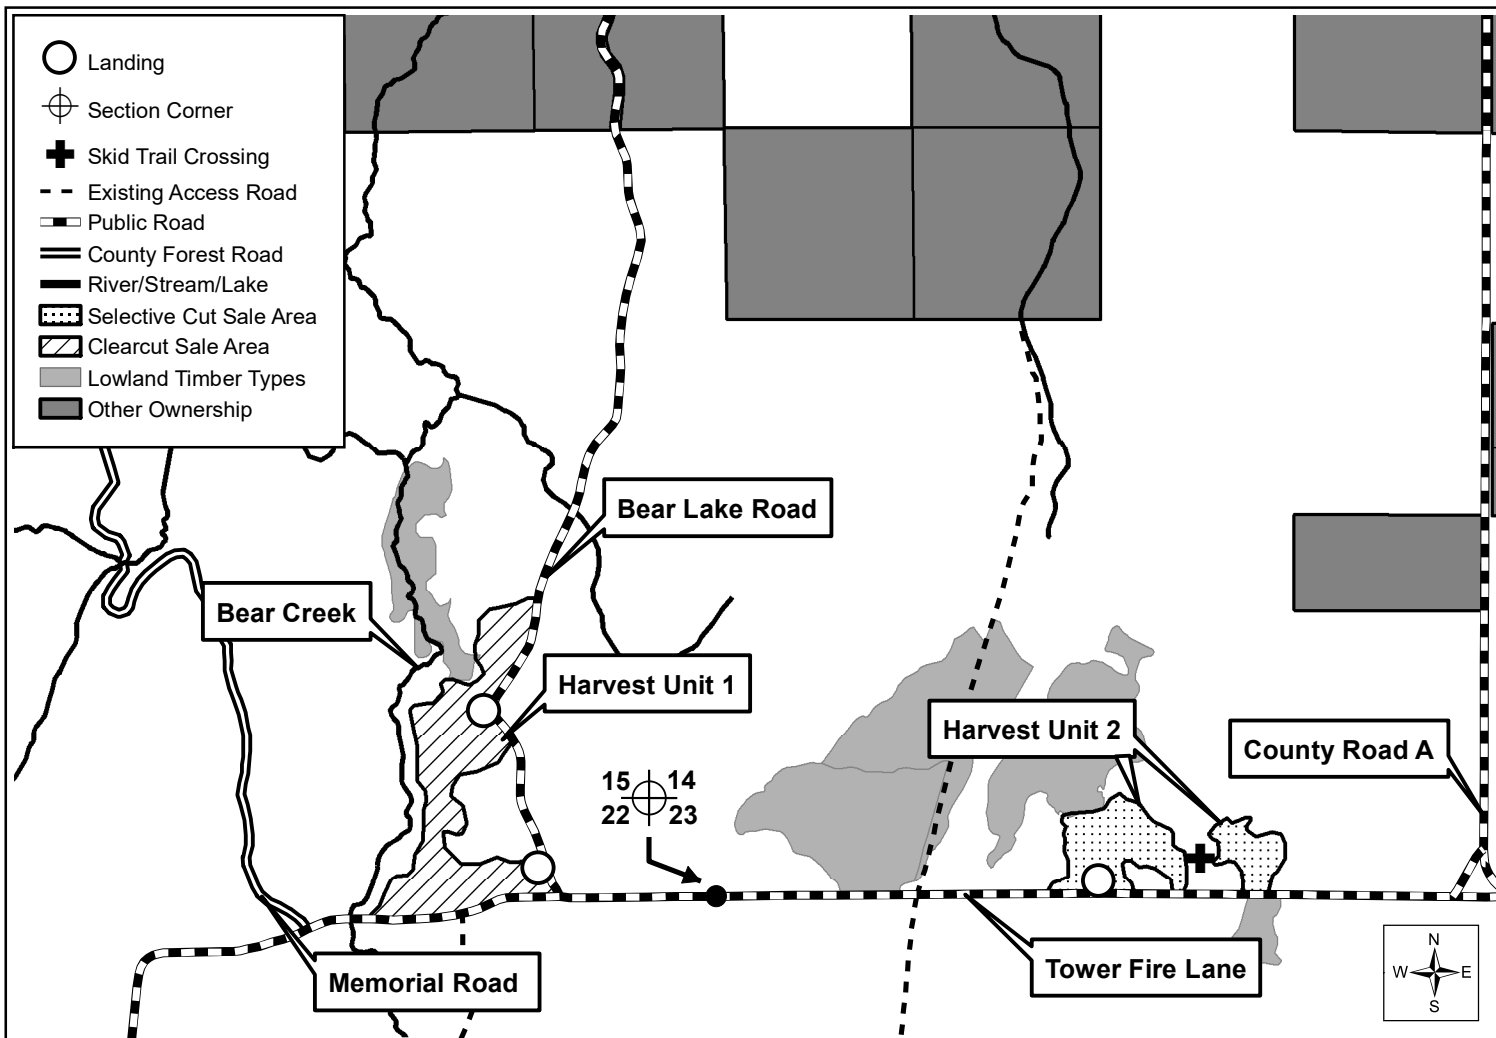 Landing
Section Corner
Skid Trail Crossing
Existing Access Road
Public Road
County Forest Road
River/Stream/Lake
Selective Cut Sale Area
Clearcut Sale Area
Lowland Timber Types
Other Ownership
Bear Lake Road
Bear Creek
Harvest Unit 1
Harvest Unit 2
County Road A
15 14
22 23
Tower Fire Lane
Memorial Road
N
W E
S